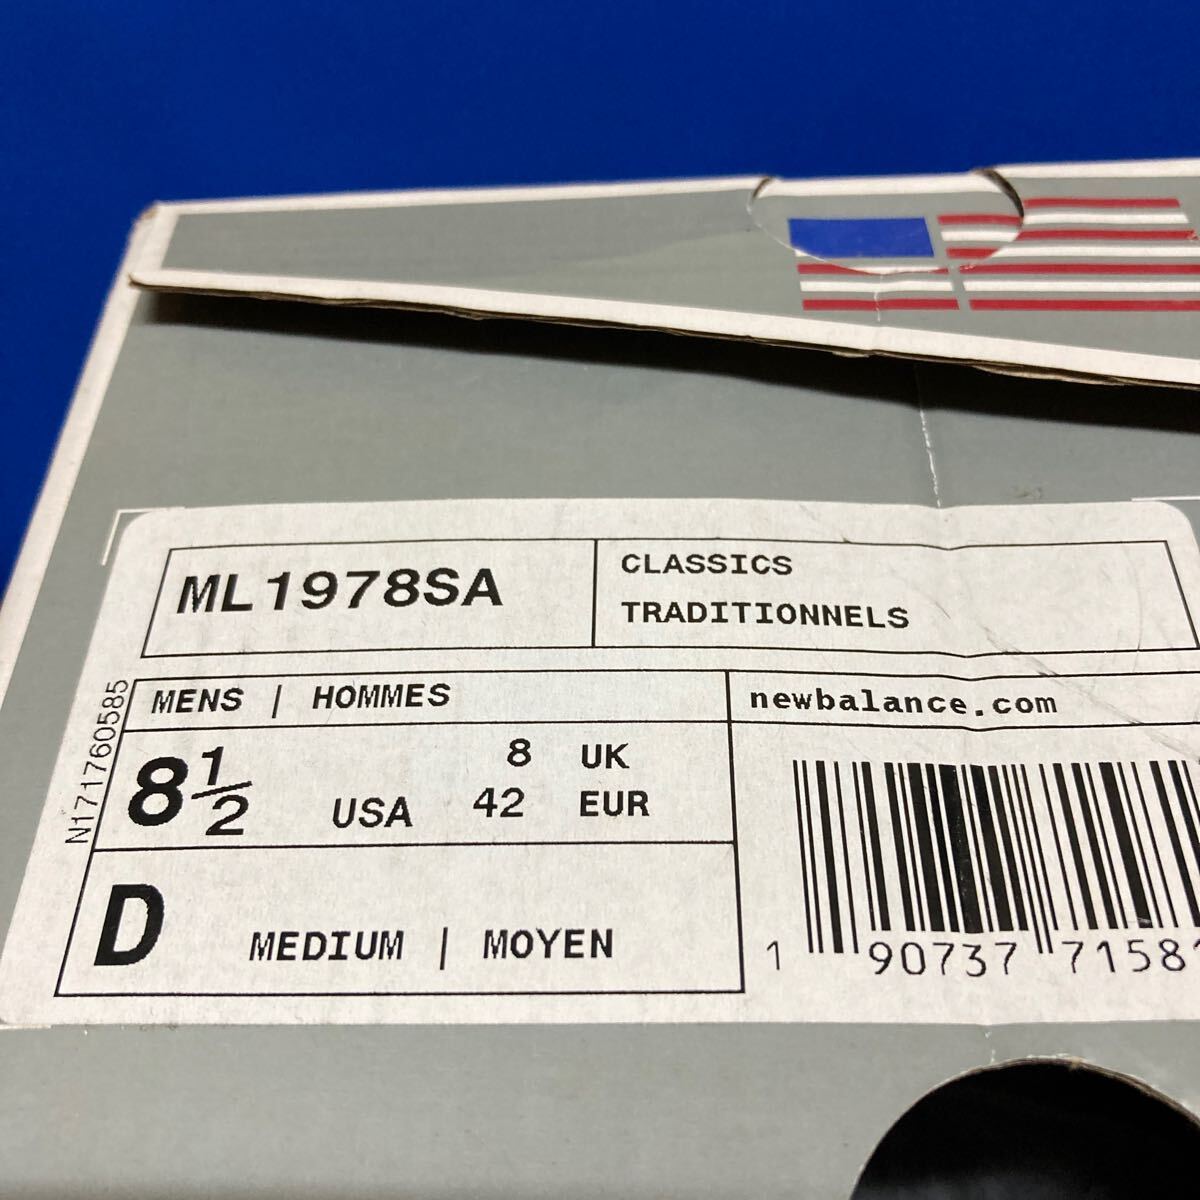 ML1978SA
CLASSICS
TRADITIONNELS
MENS | HOMMES
newbalance.com
8 1/2 USA
8 UK
42 EUR
D MEDIUM | MOYEN
N171760585
1 90737 71581